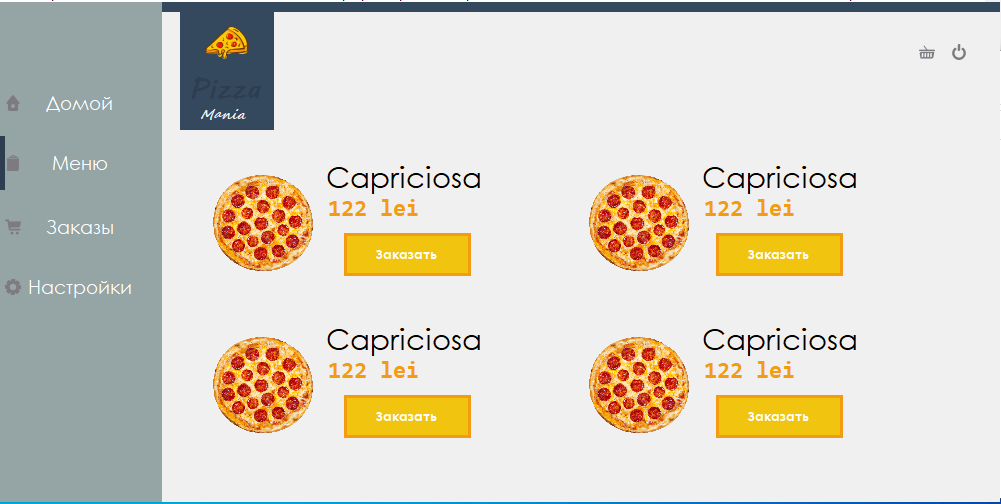 Pizza
Mania
Домой
Меню
Заказы
Настройки
Capriciosa
122 lei
Заказать
Capriciosa
122 lei
Заказать
Capriciosa
122 lei
Заказать
Capriciosa
122 lei
Заказать